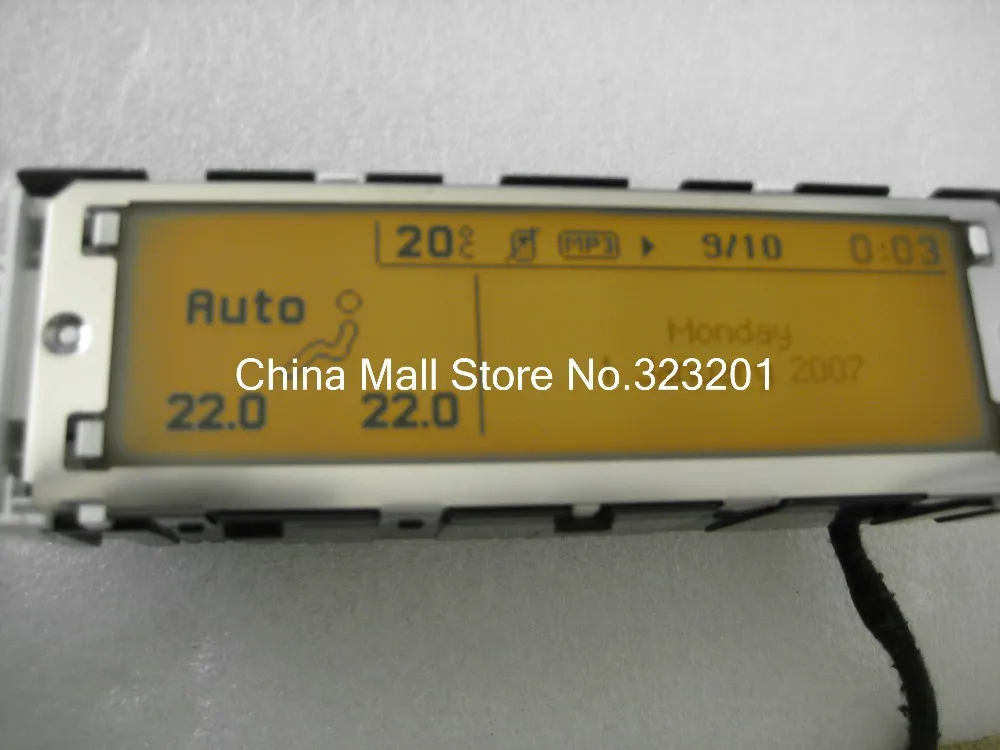 20°C MP3 9/10 0:03
Auto
Monday
2007
22.0 22.0
China Mall Store No.323201